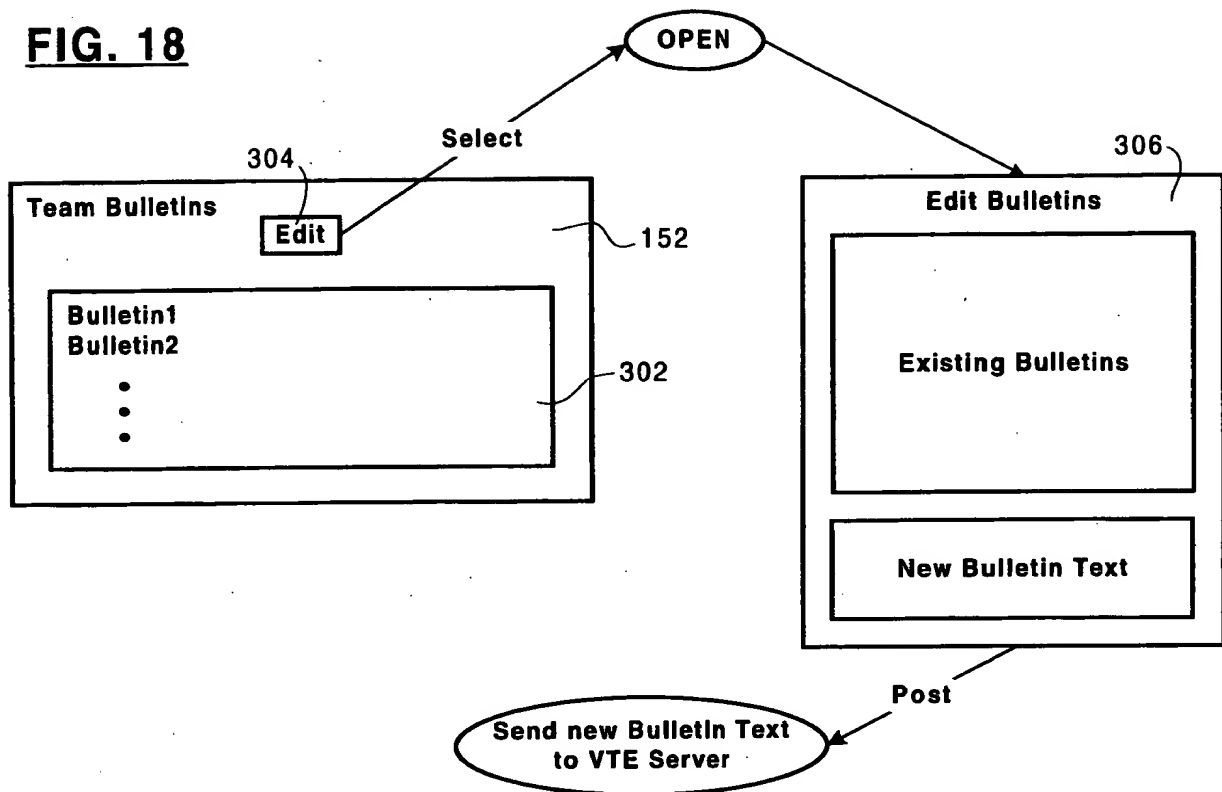 FIG. 18
OPEN
Select
304
306
Team Bulletins
Edit
152
Edit Bulletins
Bulletin1
Bulletin2
302
Existing Bulletins
New Bulletin Text
Post
Send new Bulletin Text
to VTE Server